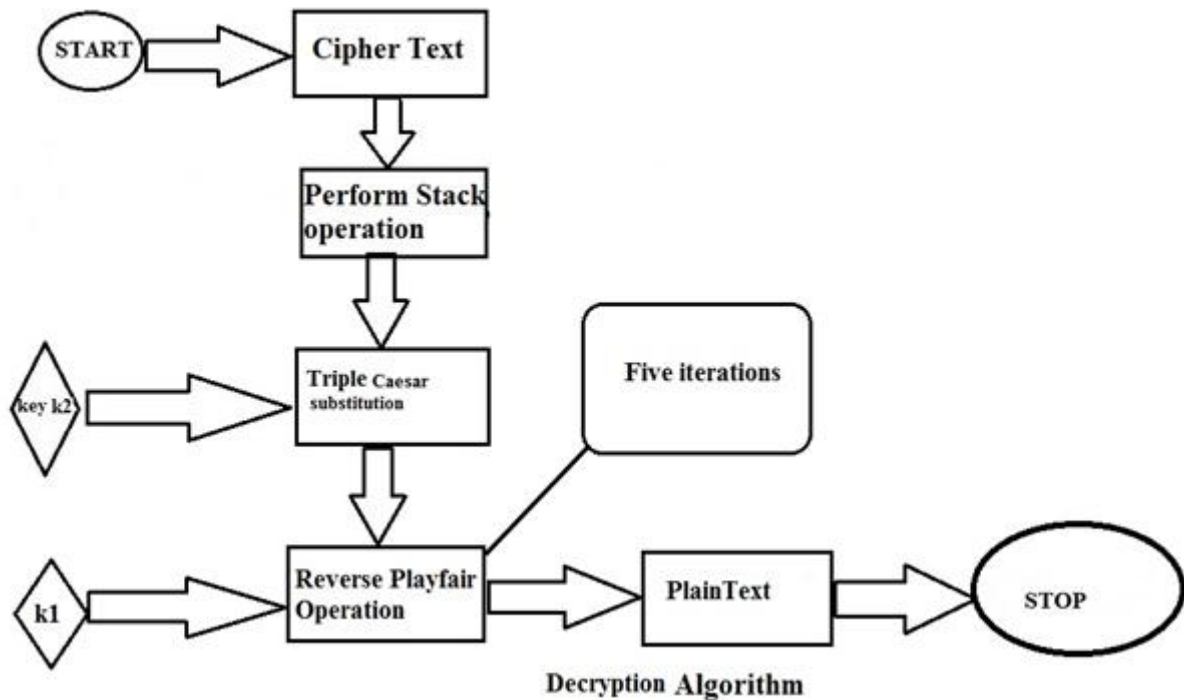 START
Cipher Text
Perform Stack
operation
key k2
Triple Caesar
substitution
Five iterations
k1
Reverse Playfair
Operation
PlainText
STOP
Decryption Algorithm